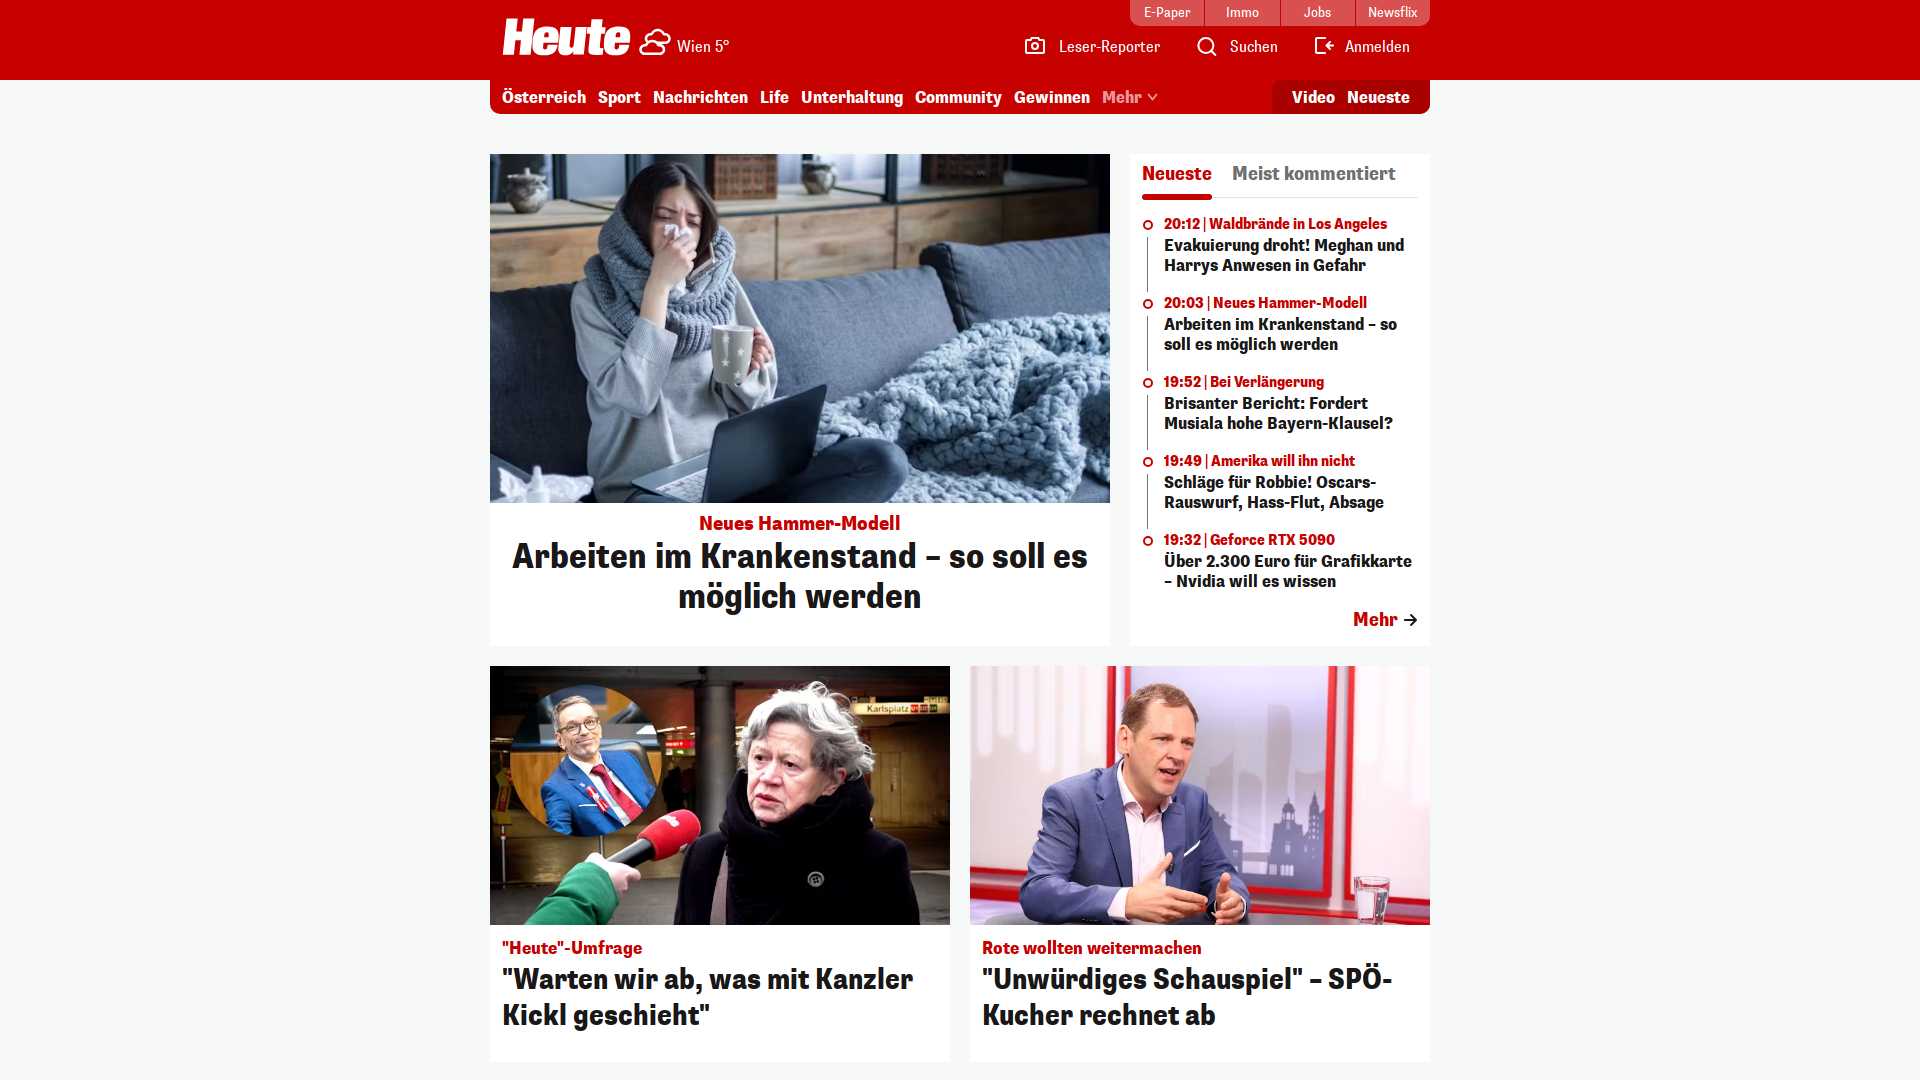 E-Paper
Immo
Jobs
Newsflix
Heute
Wien 5°
Leser-Reporter
Suchen
Anmelden
Österreich Sport Nachrichten Life Unterhaltung Community Gewinnen Mehr
Video Neueste
Neues Hammer-Modell
Arbeiten im Krankenstand – so soll es
möglich werden
Neueste
Meist kommentiert
20:12 | Waldbrände in Los Angeles
Evakuierung droht! Meghan und
Harrys Anwesen in Gefahr
20:03 | Neues Hammer-Modell
Arbeiten im Krankenstand – so
soll es möglich werden
19:52 | Bei Verlängerung
Brisanter Bericht: Fordert
Musiala hohe Bayern-Klausel?
19:49 | Amerika will ihn nicht
Schläge für Robbie! Oscars-
Rauswurf, Hass-Flut, Absage
19:32 | Geforce RTX 5090
Über 2.300 Euro für Grafikkarte
– Nvidia will es wissen
Mehr
Karlsplatz
Heute
"Heute"-Umfrage
"Warten wir ab, was mit Kanzler
Kickl geschieht"
Rote wollten weitermachen
"Unwürdiges Schauspiel" – SPÖ-
Kucher rechnet ab